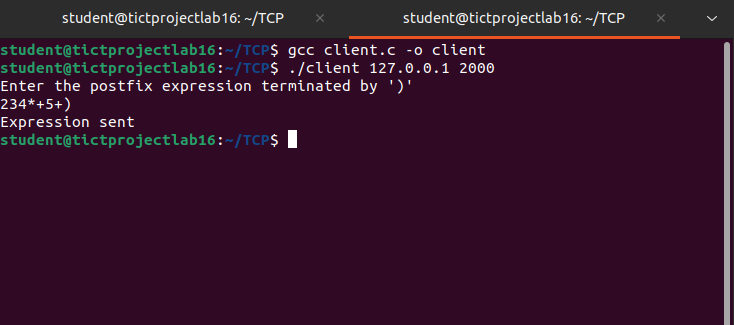 student@tictprojectlab16: ~/TCP × student@tictprojectlab16: ~/TCP ×
student@tictprojectlab16:~/TCP$ gcc client.c -o client
student@tictprojectlab16:~/TCP$ ./client 127.0.0.1 2000
Enter the postfix expression terminated by ')'
234*+5+)
Expression sent
student@tictprojectlab16:~/TCP$